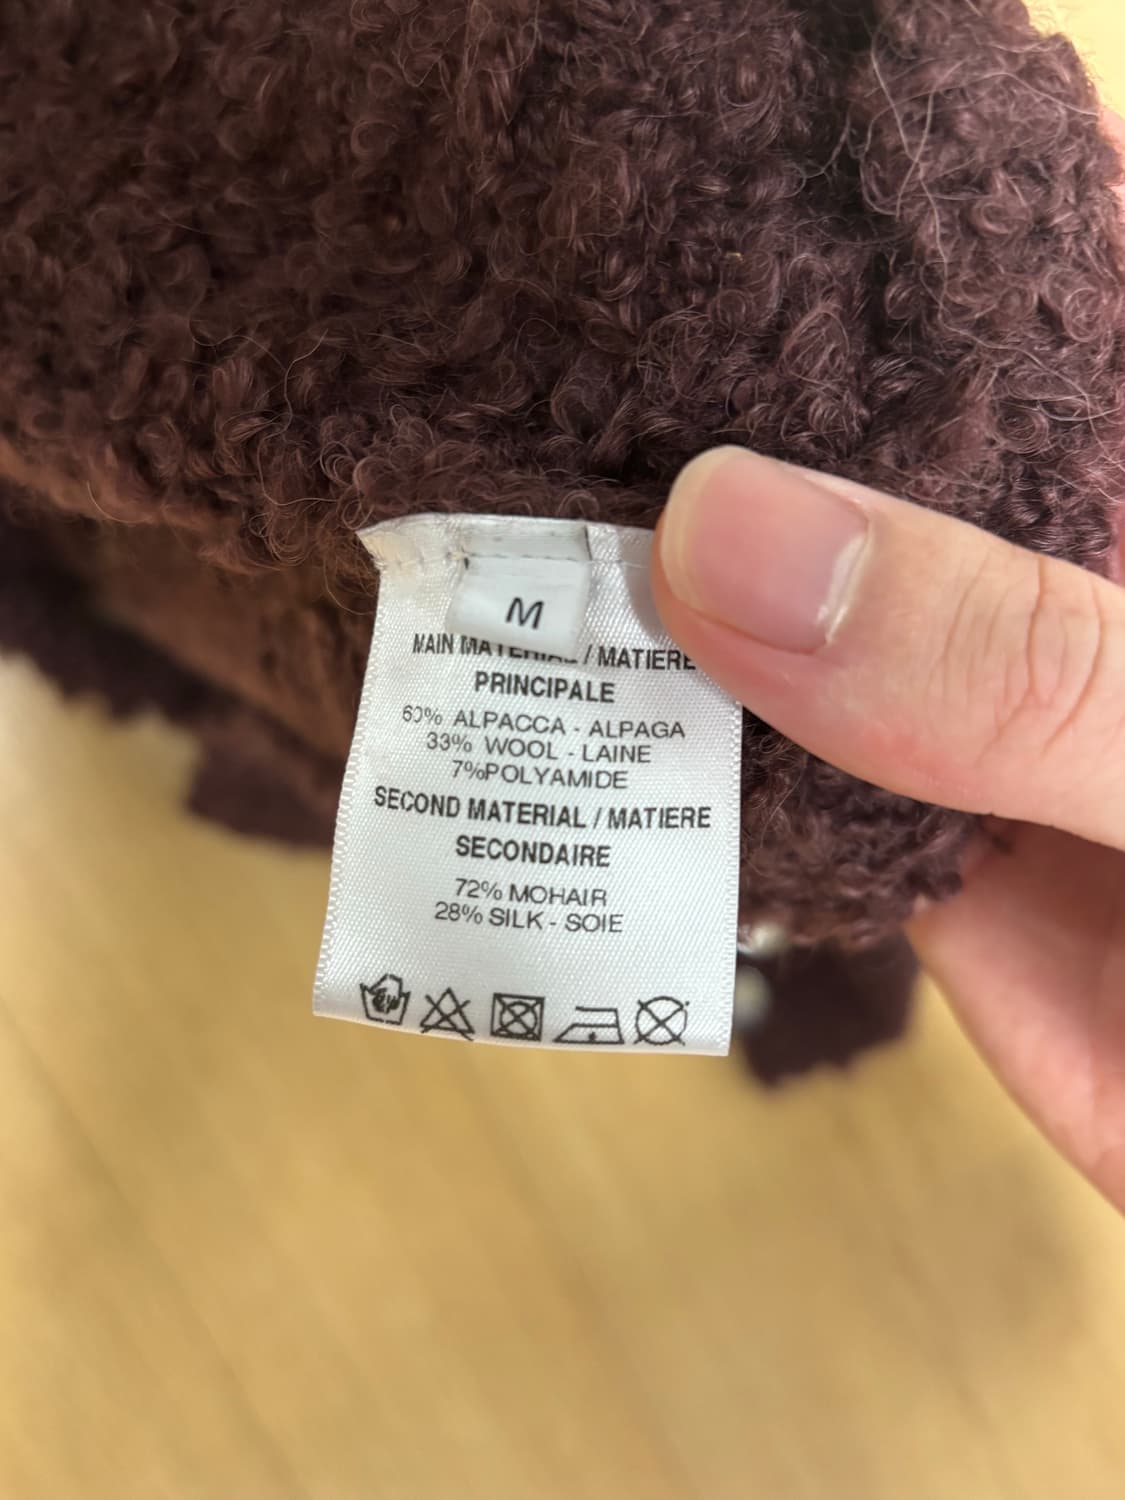 M
MAIN MATERIAL / MATIERE
PRINCIPALE
60% ALPACCA - ALPAGA
33% WOOL - LAINE
7%POLYAMIDE
SECOND MATERIAL / MATIERE
SECONDAIRE
72% MOHAIR
28% SILK - SOIE